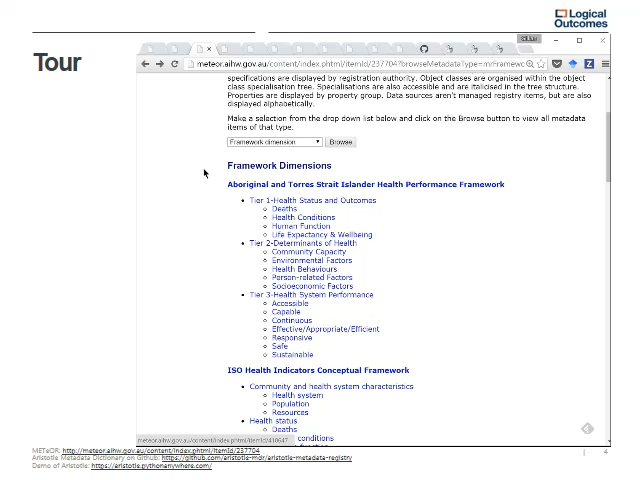 Logical
Outcomes
Tour
meteor.aihw.gov.au/content/index.phtml/itemId/237704?browseMetadataType=mrFramewo
specifications are displayed by registration authority. Object classes are organised within the object
class specialisation tree. Specialisations are also accessible and are italicised in the tree structure.
Properties are displayed by property group. Data sources aren't managed registry items, but are also
displayed alphabetically.
Make a selection from the drop down list below and click on the Browse button to view all metadata
items of that type.
Framework dimension Browse
Framework Dimensions
Aboriginal and Torres Strait Islander Health Performance Framework
Tier 1-Health Status and Outcomes
Deaths
Health Conditions
Human Function
Life Expectancy & Wellbeing
Tier 2-Determinants of Health
Community Capacity
Environmental Factors
Health Behaviours
Person-related Factors
Socioeconomic Factors
Tier 3-Health System Performance
Accessible
Capable
Continuous
Effective/Appropriate/Efficient
Responsive
Safe
Sustainable
ISO Health Indicators Conceptual Framework
Community and health system characteristics
Health system
Population
Resources
Health status
Deaths
conditions
meteor.aihw.gov.au/content/index.phtml/itemId/410647
METeOR: http://meteor.aihw.gov.au/content/index.phtml/itemId/237704
Aristotle Metadata Dictionary on Github: https://github.com/aristotle-mdr/aristotle-metadata-registry
Demo of Aristotle: https://aristotle.pythonanywhere.com/
| 4